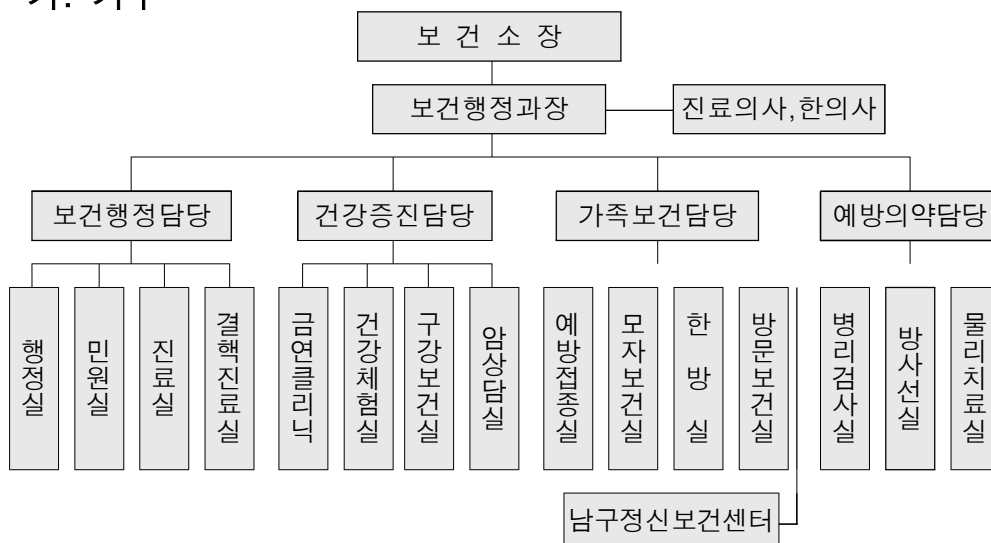 가. 기구
보 건 소 장
보건행정과장
진료의사,한의사
보건행정담당
건강증진담당
가족보건담당
예방의약담당
행정실
민원실
진료실
결핵진료실
금연클리닉
건강체험실
구강보건실
암상담실
예방접종실
모자보건실
한 방 실
방문보건실
병리검사실
방사선실
물리치료실
남구정신보건센터